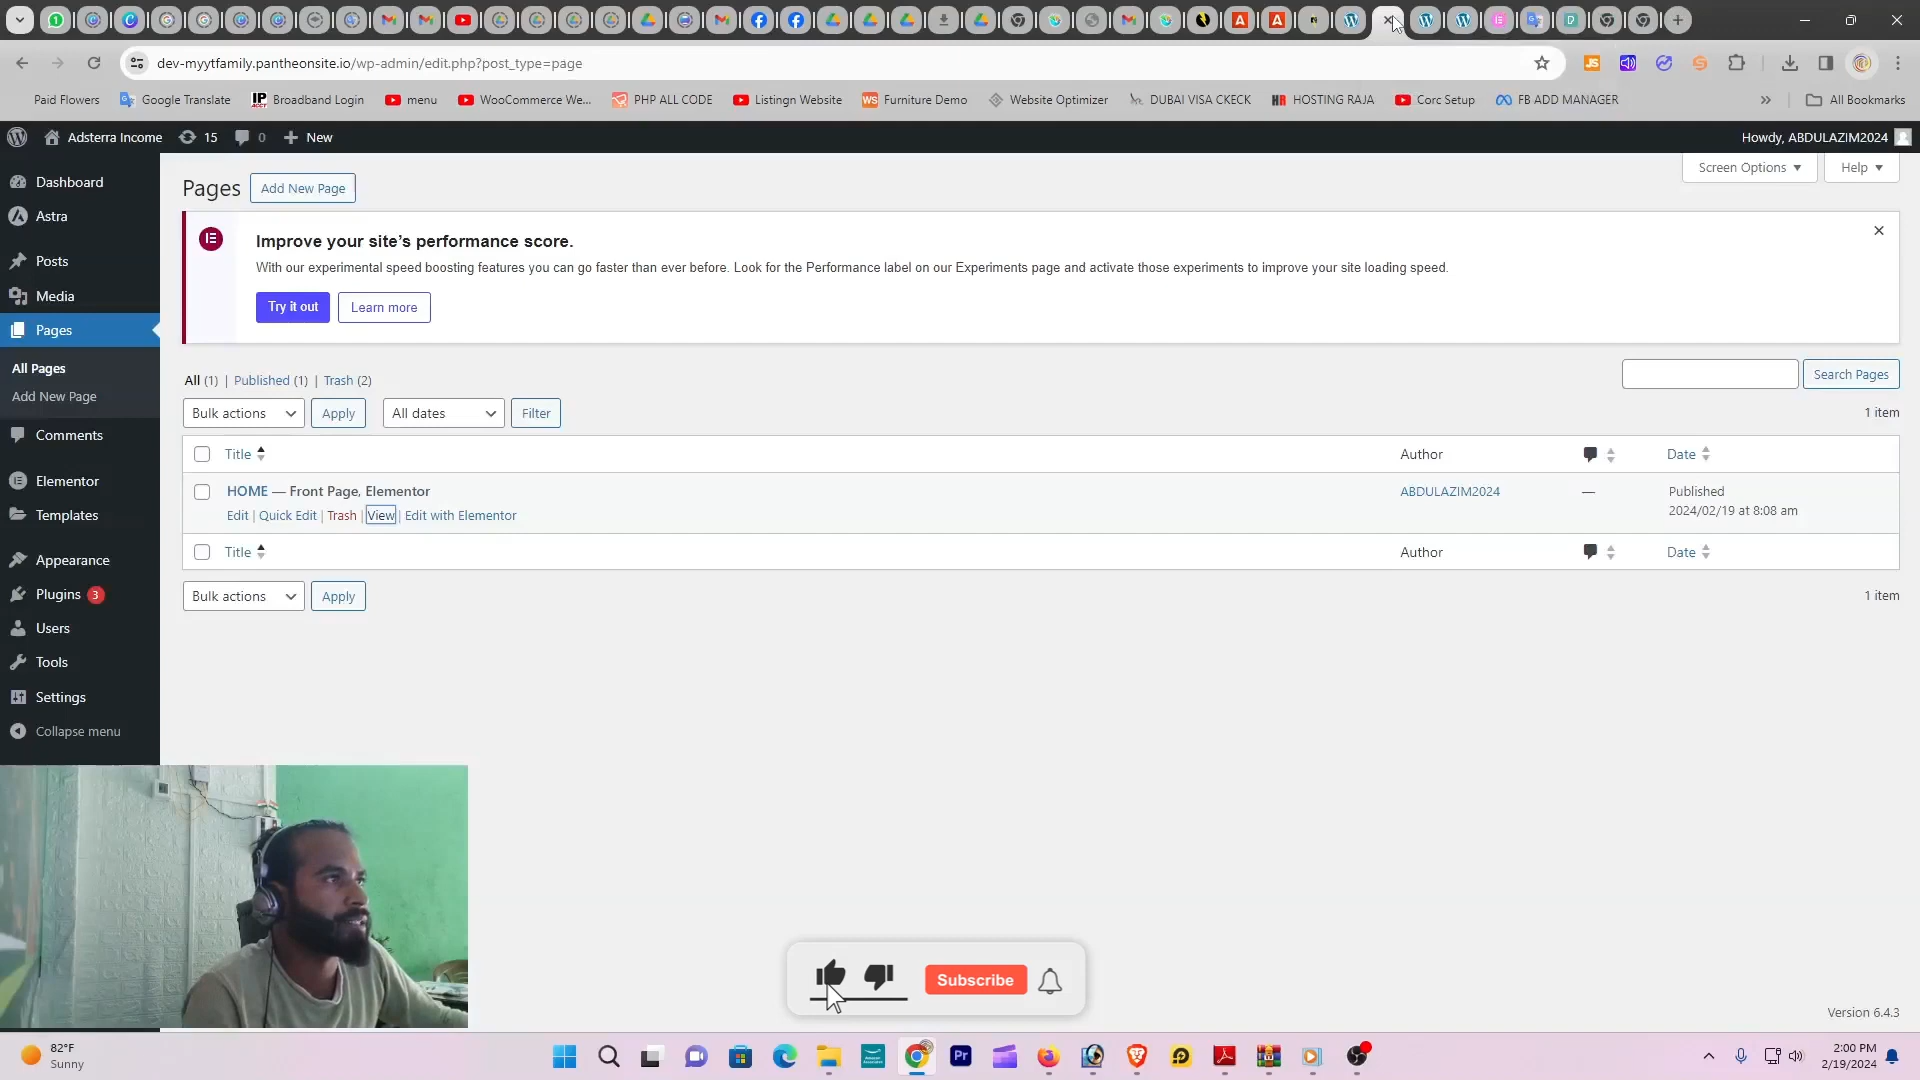 dev-myytfamily.pantheonsite.io/wp-admin/edit.php?post_type=page
Paid Flowers
Google Translate
Broadband Login
menu
WooCommerce We...
PHP ALL CODE
Listingn Website
Furniture Demo
Website Optimizer
DUBAI VISA CKECK
HOSTING RAJA
Corc Setup
FB ADD MANAGER
»
All Bookmarks
Adsterra Income
15
0
New
Howdy, ABDULAZIM2024
Dashboard
Astra
Posts
Media
Pages
All Pages
Add New Page
Comments
Elementor
Templates
Appearance
Plugins 3
Users
Tools
Settings
Collapse menu
Screen Options
Help
Pages
Add New Page
Improve your site's performance score.
With our experimental speed boosting features you can go faster than ever before. Look for the Performance label on our Experiments page and activate those experiments to improve your site loading speed.
Try it out
Learn more
All (1) | Published (1) | Trash (2)
Search Pages
Bulk actions
Apply
All dates
Filter
1 item
Title
Author
Date
HOME — Front Page, Elementor
Edit | Quick Edit | Trash | View | Edit with Elementor
ABDULAZIM2024
—
Published
2024/02/19 at 8:08 am
Title
Author
Date
Bulk actions
Apply
1 item
Subscribe
Version 6.4.3
82°F
Sunny
2:00 PM
2/19/2024